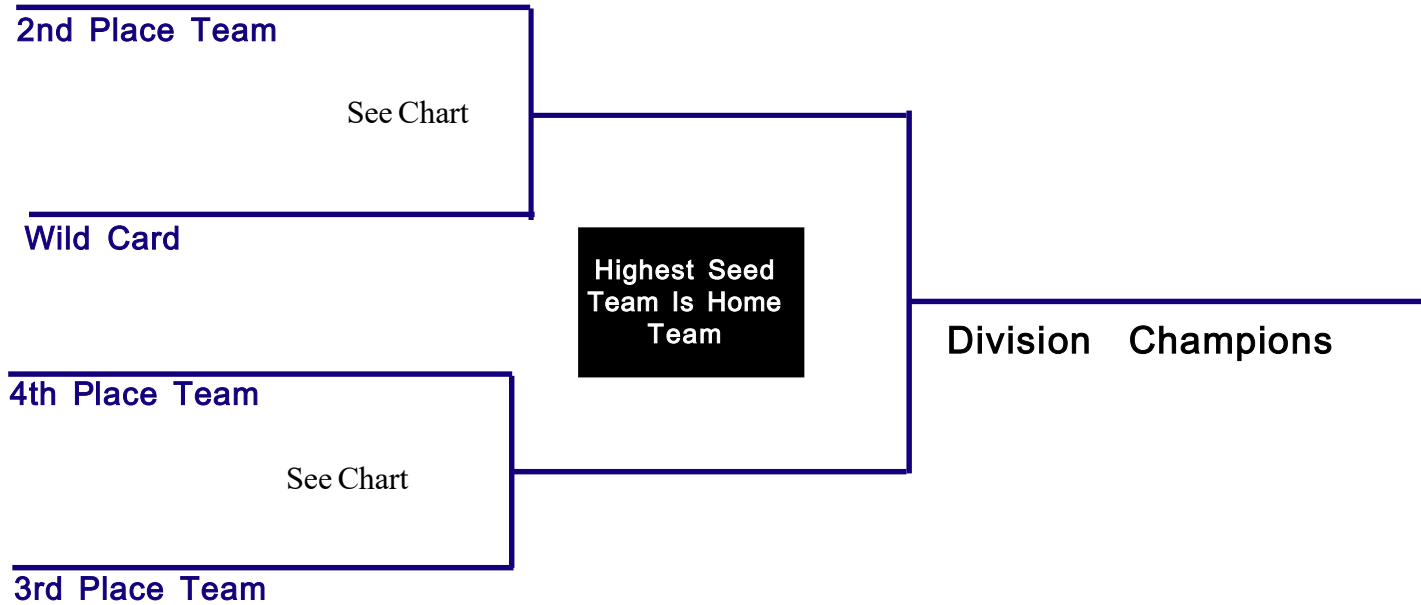 2nd Place Team
See Chart
Wild Card
Highest Seed
Team Is Home
Team
Division Champions
4th Place Team
See Chart
3rd Place Team